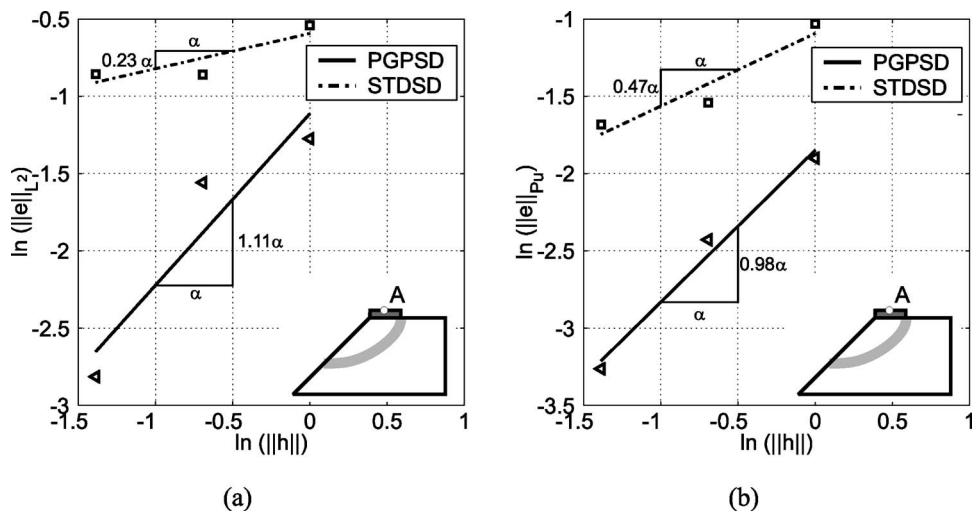 -0.5
-1
-1.5
-2
-2.5
-3
-1.5 -1 -0.5 0 0.5 1
ln (||h||)
ln (||e||L2)
0.23 α
α
PGPSD
STDSD
1.11α
α
A
(a)
-1
-1.5
-2
-2.5
-3
-3.5
-1.5 -1 -0.5 0 0.5 1
ln (||h||)
ln (||e||Pu)
0.47α
α
PGPSD
STDSD
0.98α
α
A
(b)